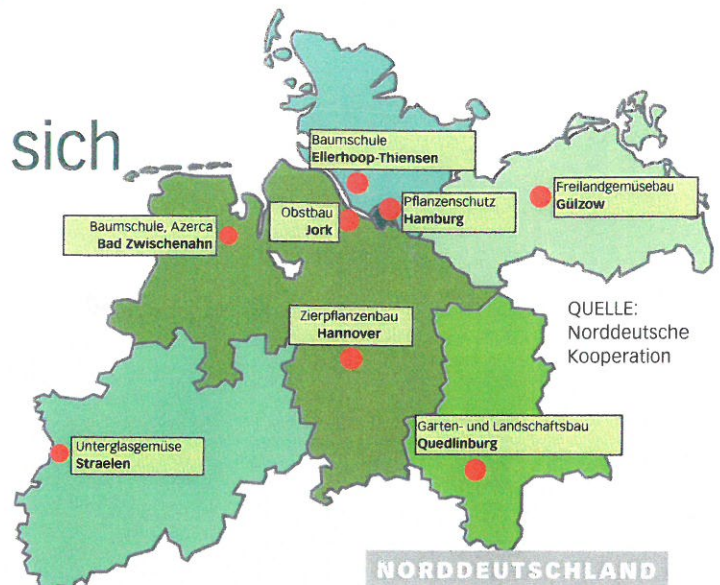 sich
Baumschule
Ellerhoop-Thiensen
Pflanzenschutz
Hamburg
Freilandgemüsebau
Gülzow
Obstbau
Jork
Baumschule, Azerca
Bad Zwischenahn
Zierpflanzenbau
Hannover
QUELLE:
Norddeutsche
Kooperation
Garten- und Landschaftsbau
Quedlinburg
Unterglasgemüse
Straelen
NORDDEUTSCHLAND